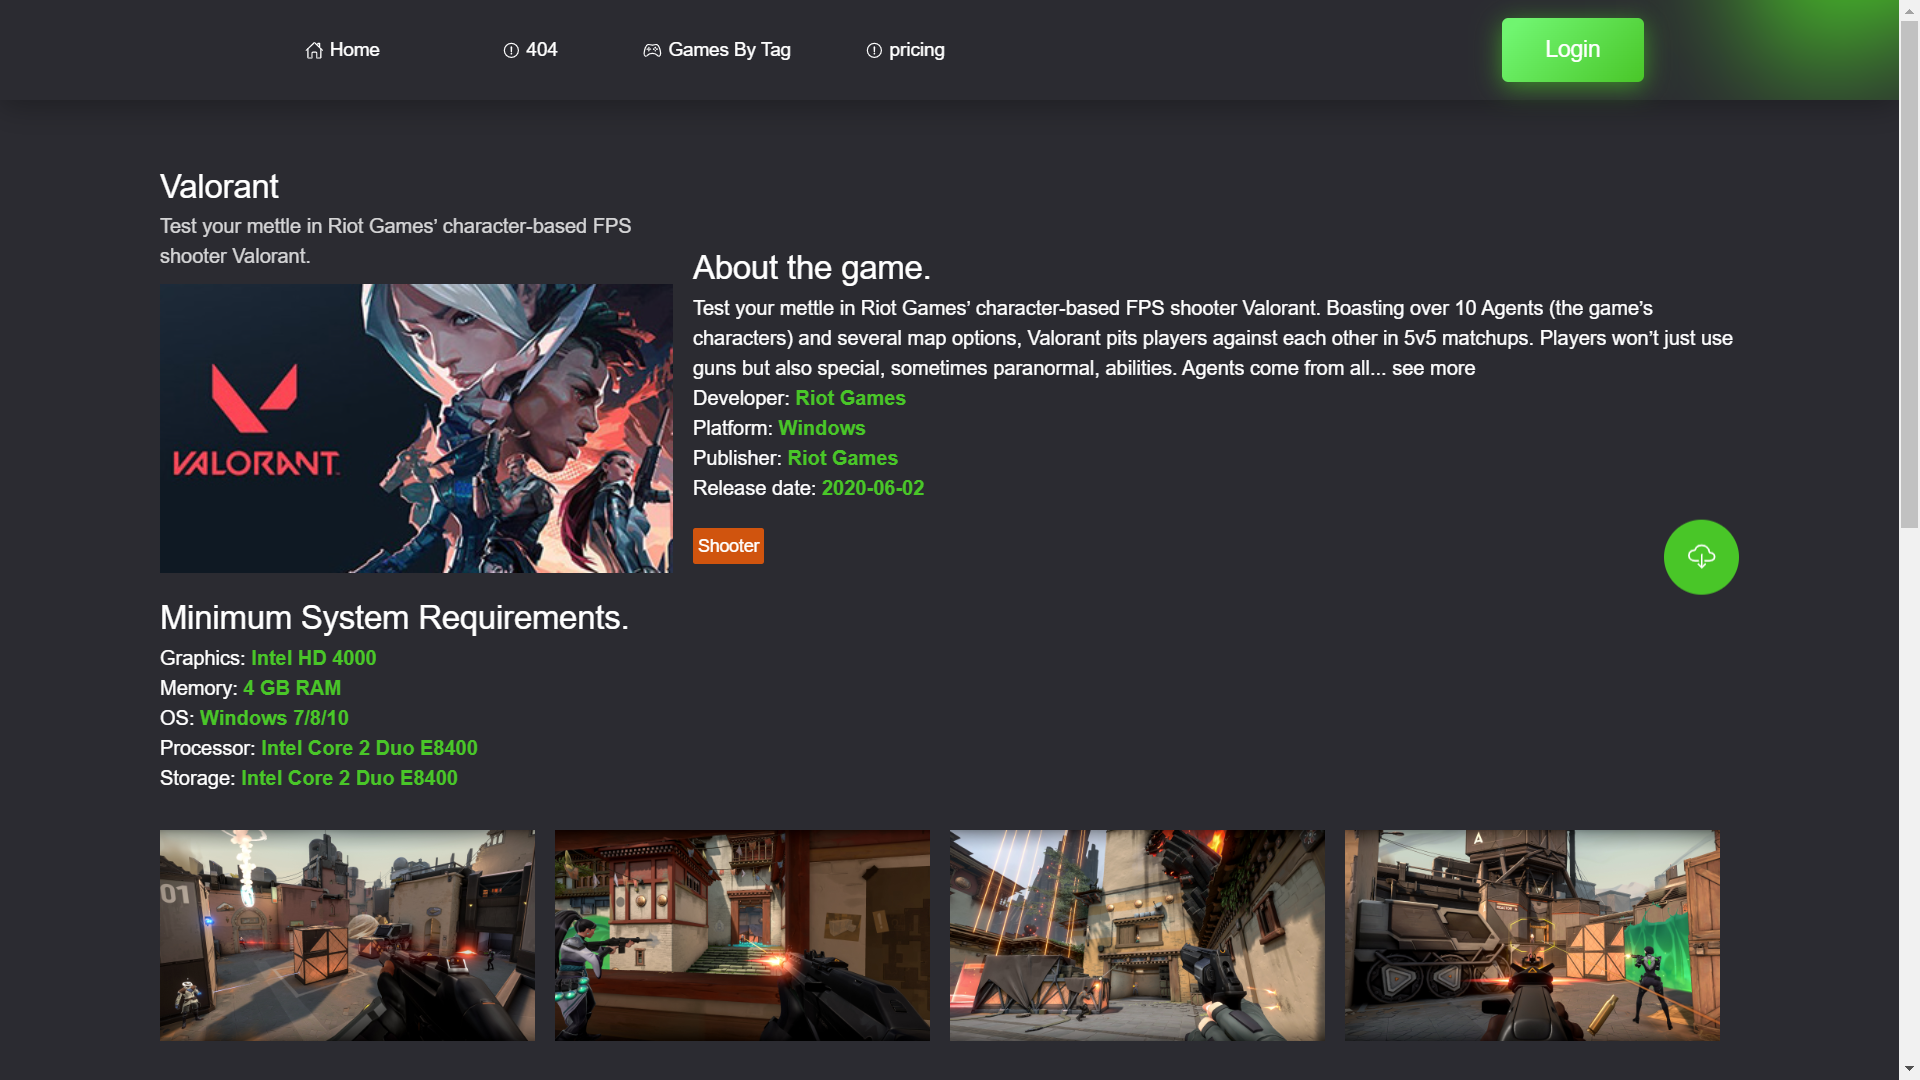 Home
404
Games By Tag
pricing
Login
Valorant
Test your mettle in Riot Games’ character-based FPS
shooter Valorant.
VALORANT
About the game.
Test your mettle in Riot Games’ character-based FPS shooter Valorant. Boasting over 10 Agents (the game’s
characters) and several map options, Valorant pits players against each other in 5v5 matchups. Players won’t just use
guns but also special, sometimes paranormal, abilities. Agents come from all... see more
Developer: Riot Games
Platform: Windows
Publisher: Riot Games
Release date: 2020-06-02
Shooter
Minimum System Requirements.
Graphics: Intel HD 4000
Memory: 4 GB RAM
OS: Windows 7/8/10
Processor: Intel Core 2 Duo E8400
Storage: Intel Core 2 Duo E8400
01
A